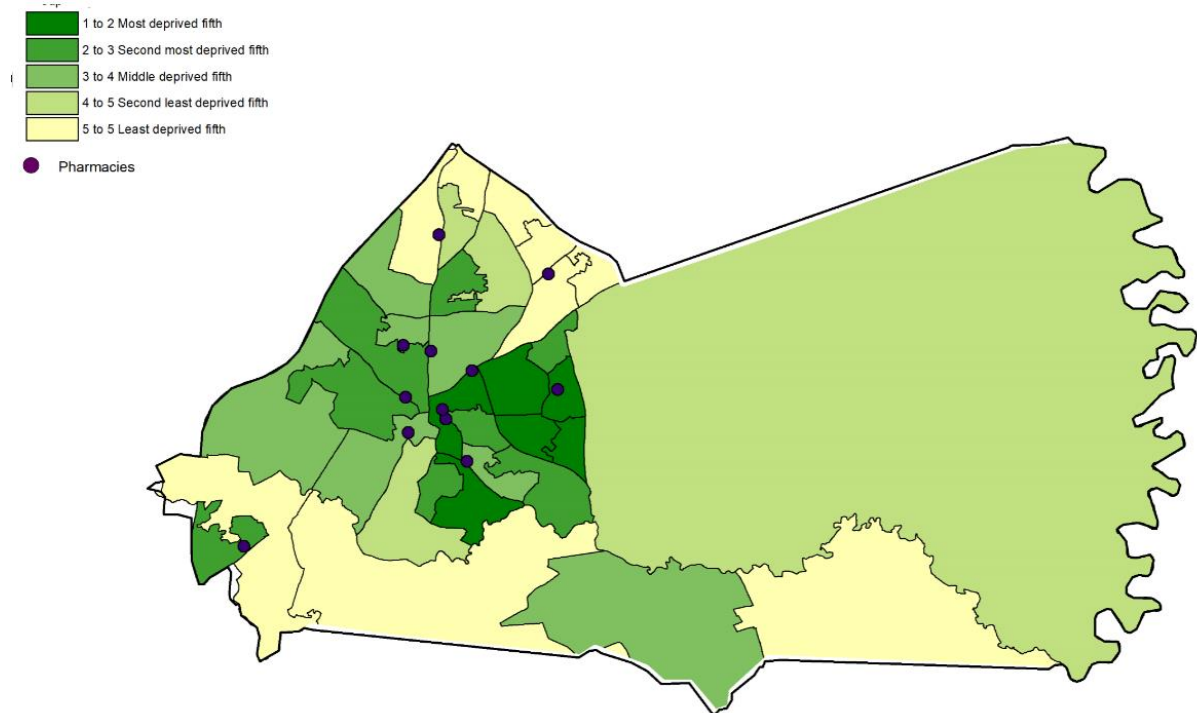 1 to 2 Most deprived fifth
2 to 3 Second most deprived fifth
3 to 4 Middle deprived fifth
4 to 5 Second least deprived fifth
5 to 5 Least deprived fifth
Pharmacies